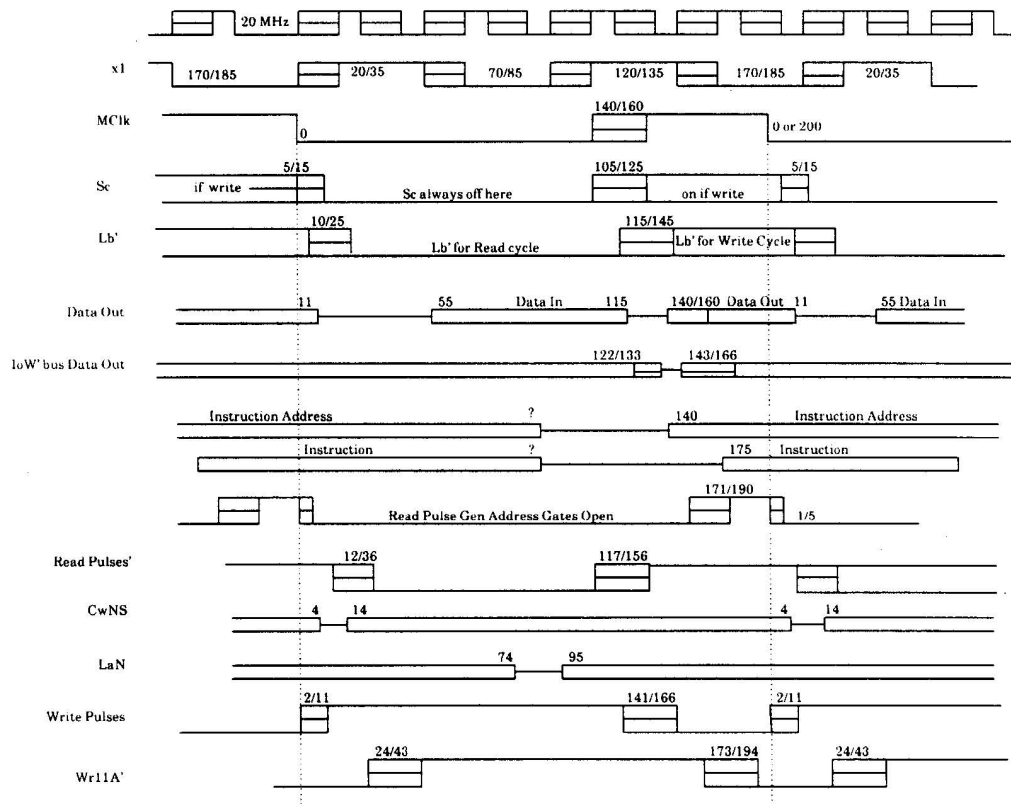 20 MHz
x1 170/185 20/35 70/85 120/135 170/185 20/35
MClk 0 140/160 0 or 200
Sc if write 5/15 Sc always off here 105/125 on if write 5/15
Lb' 10/25 Lb' for Read cycle 115/145 Lb' for Write Cycle
Data Out 11 55 Data In 115 140/160 Data Out 11 55 Data In
IoW' bus Data Out 122/133 143/166
Instruction Address ? 140 Instruction Address
Instruction ? 175 Instruction
Read Pulse Gen Address Gates Open 171/190 1/5
Read Pulses' 12/36 117/156
CwNS 4 14 4 14
LaN 74 95
Write Pulses 2/11 141/166 2/11
Wr11A' 24/43 173/194 24/43